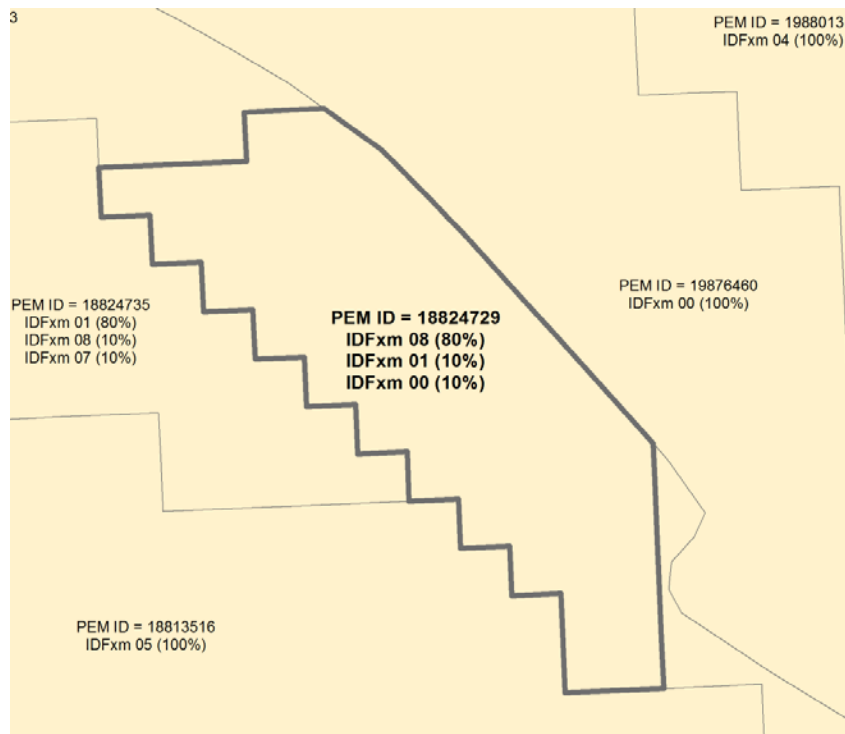 3
PEM ID = 1988013
IDFxm 04 (100%)
PEM ID = 19876460
IDFxm 00 (100%)
PEM ID = 18824735
IDFxm 01 (80%)
IDFxm 08 (10%)
IDFxm 07 (10%)
PEM ID = 18824729
IDFxm 08 (80%)
IDFxm 01 (10%)
IDFxm 00 (10%)
PEM ID = 18813516
IDFxm 05 (100%)